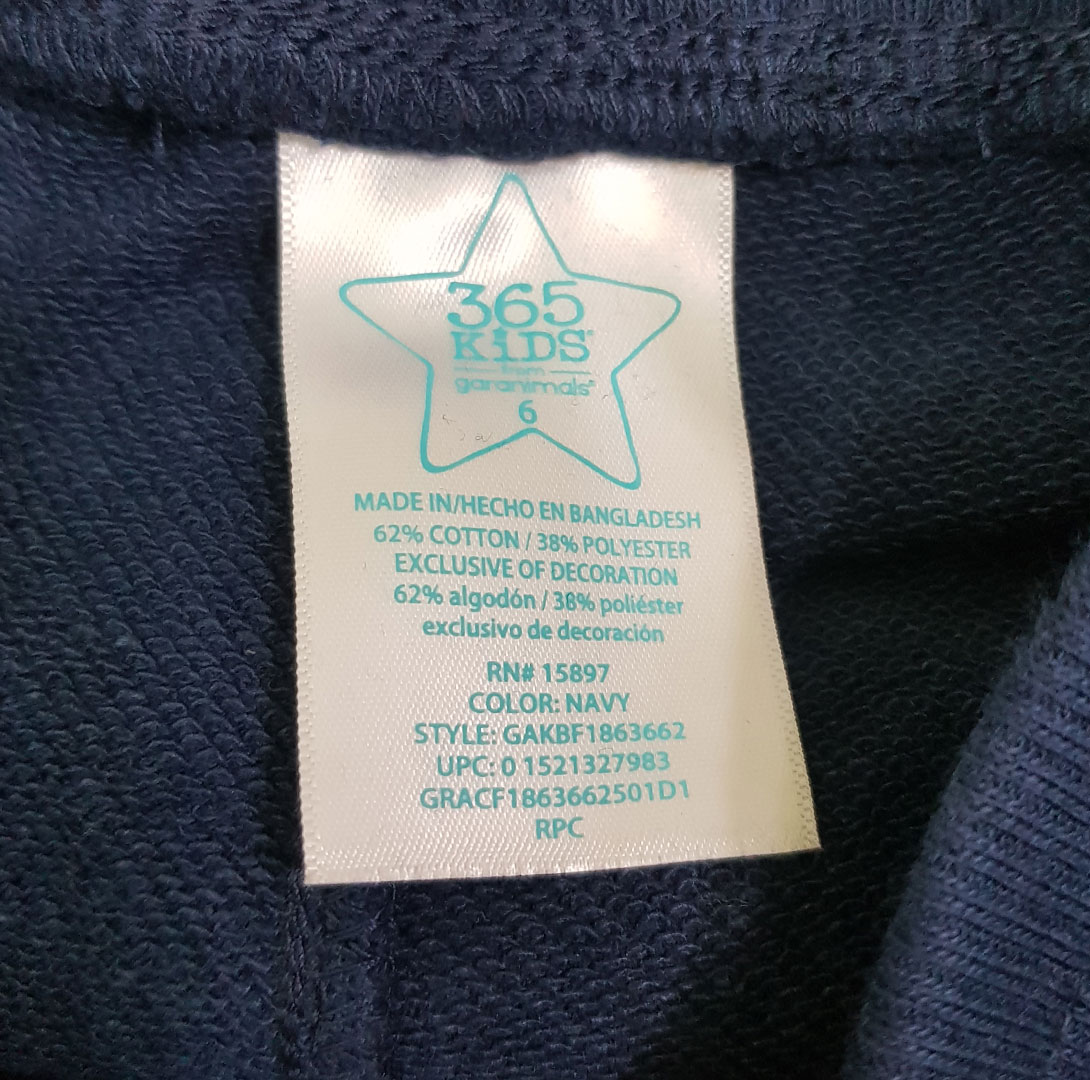 365
KiDS
from
garanimals®
6
MADE IN/HECHO EN BANGLADESH
62% COTTON / 38% POLYESTER
EXCLUSIVE OF DECORATION
62% algodón / 38% poliéster
exclusivo de decoración
RN# 15897
COLOR: NAVY
STYLE: GAKBF1863662
UPC: 0 1521327983
GRACF1863662501D1
RPC